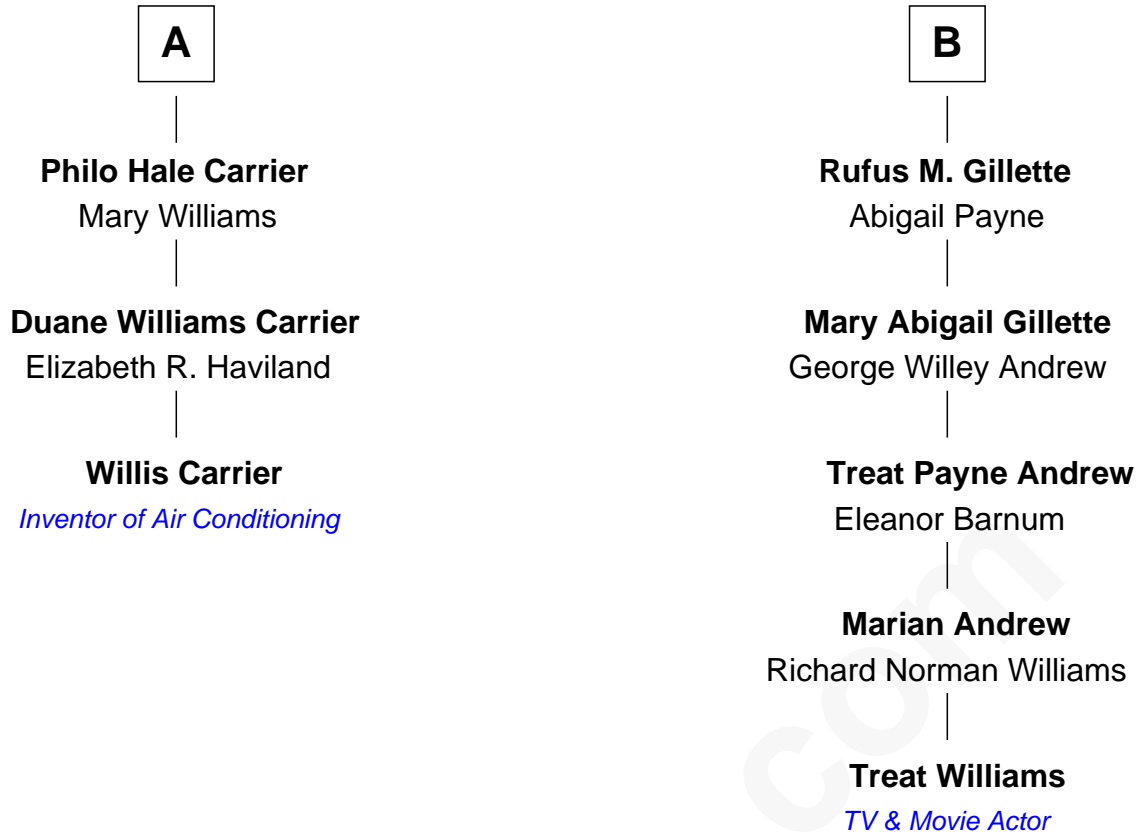 A
Philo Hale Carrier
Mary Williams
Duane Williams Carrier
Elizabeth R. Haviland
Willis Carrier
Inventor of Air Conditioning
B
Rufus M. Gillette
Abigail Payne
Mary Abigail Gillette
George Willey Andrew
Treat Payne Andrew
Eleanor Barnum
Marian Andrew
Richard Norman Williams
Treat Williams
TV & Movie Actor
com